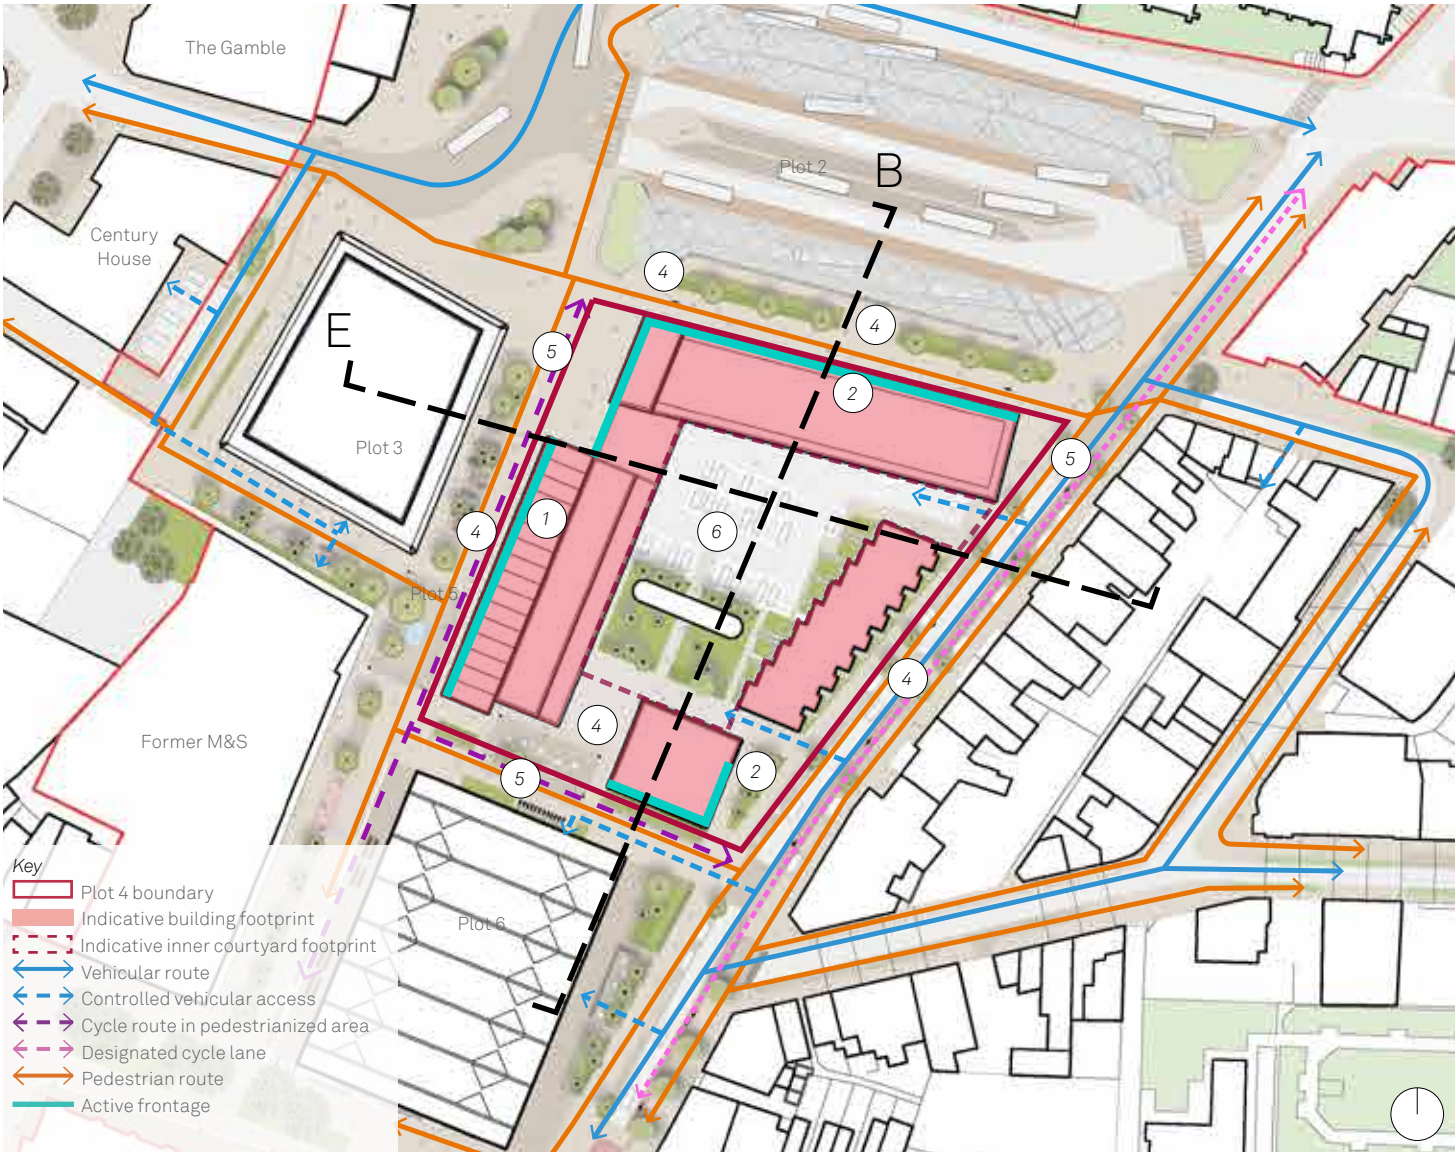 The Gamble
Plot 2
B
Century
House
4
4
E
5
2
Plot 3
5
1
4
6
Plot 5
4
4
Former M&S
5
2
Plot 6
Key
Plot 4 boundary
Indicative building footprint
Indicative inner courtyard footprint
Vehicular route
Controlled vehicular access
Cycle route in pedestrianized area
Designated cycle lane
Pedestrian route
Active frontage